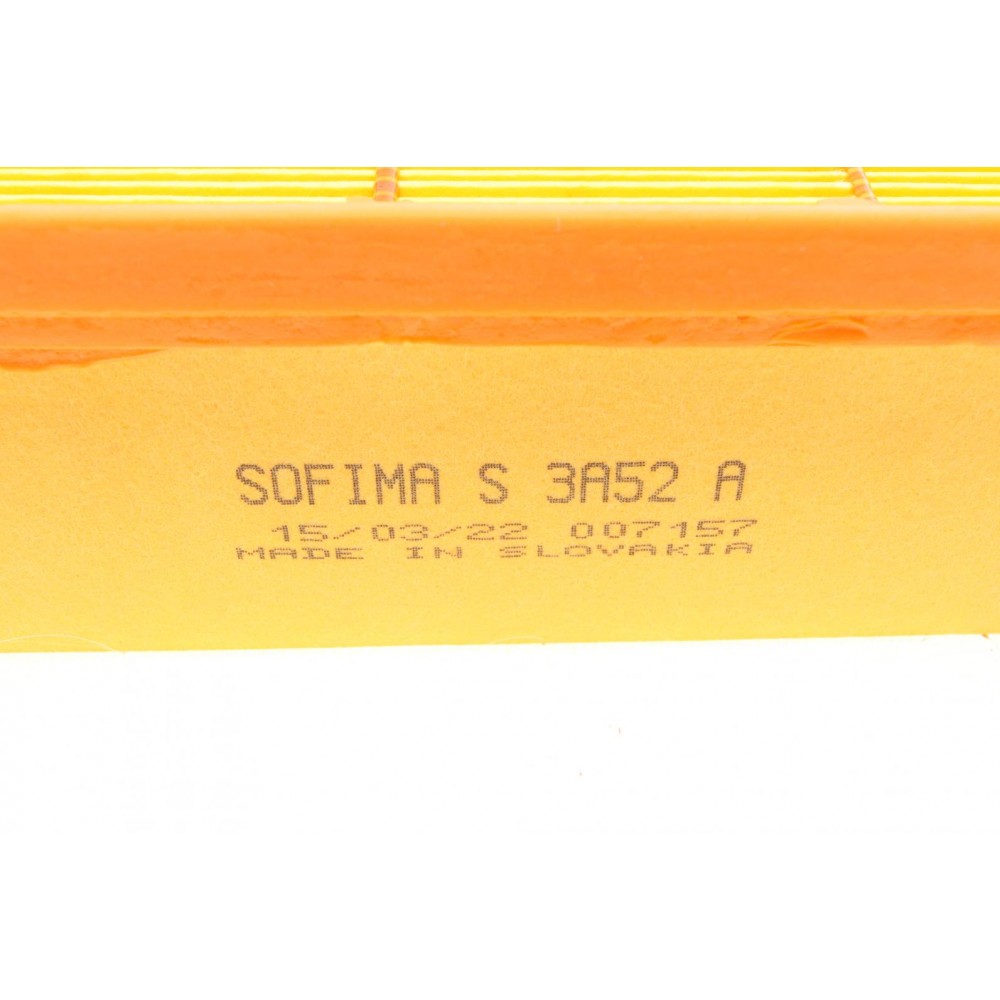 SOFIMA S 3A52 A
15/03/22 007157
MADE IN SLOVAKIA